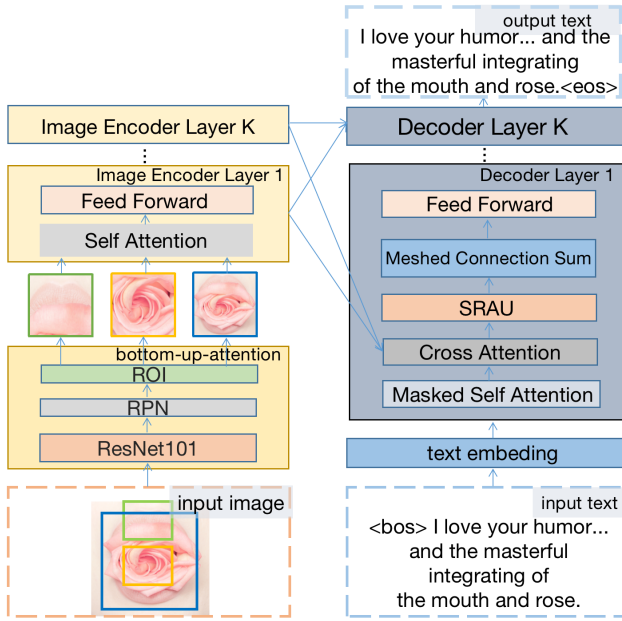 output text
I love your humor... and the
masterful integrating
of the mouth and rose.<eos>
Image Encoder Layer K
Decoder Layer K
Image Encoder Layer 1
Feed Forward
Self Attention
Decoder Layer 1
Feed Forward
Meshed Connection Sum
SRAU
Cross Attention
Masked Self Attention
bottom-up-attention
ROI
RPN
ResNet101
text embeding
input image
input text
<bos> I love your humor...
and the masterful
integrating of
the mouth and rose.